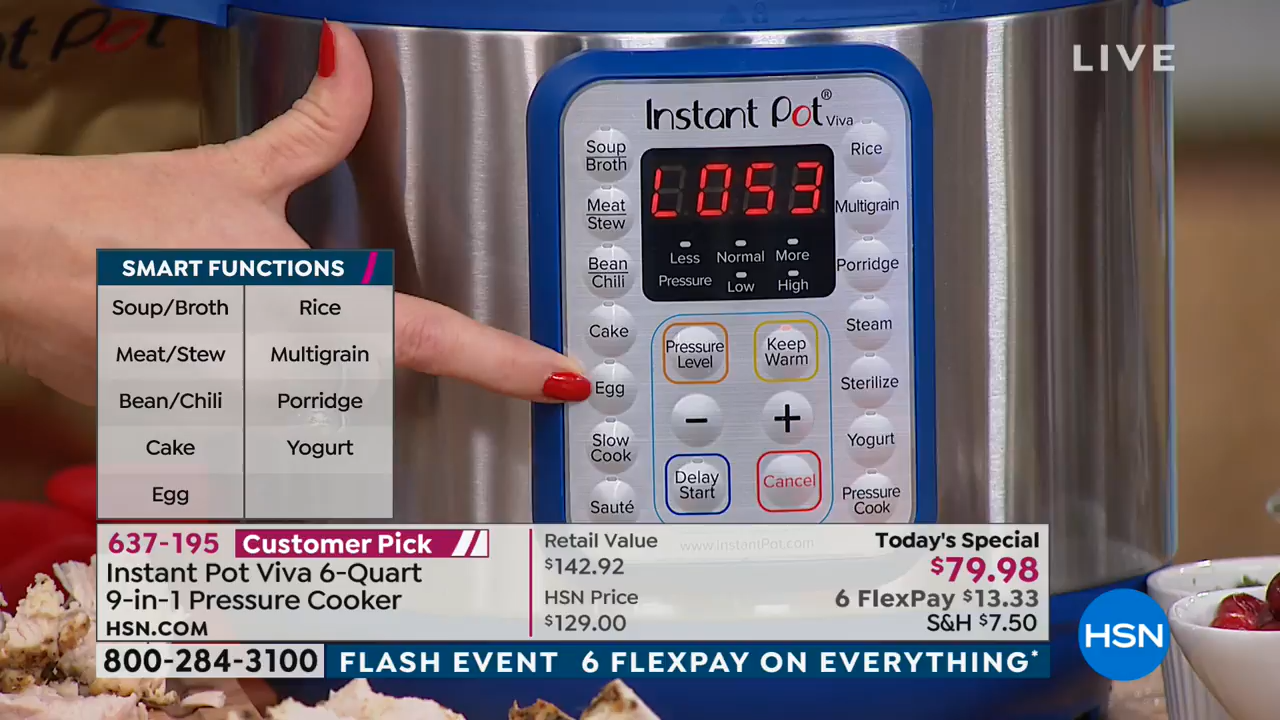 t Pot
LIVE
Instant Pot® Viva
Soup
Broth
Meat
Stew
Bean
Chili
Cake
Egg
Slow
Cook
Sauté
L053
Less Normal More
Pressure Low High
Pressure
Level
Keep
Warm
- +
Delay
Start
Cancel
Rice
Multigrain
Porridge
Steam
Sterilize
Yogurt
Pressure
Cook
www.InstantPot.com
SMART FUNCTIONS
Soup/Broth Rice
Meat/Stew Multigrain
Bean/Chili Porridge
Cake Yogurt
Egg
637-195 Customer Pick
Instant Pot Viva 6-Quart
9-in-1 Pressure Cooker
HSN.COM
Retail Value
$142.92
HSN Price
$129.00
Today's Special
$79.98
6 FlexPay $13.33
S&H $7.50
800-284-3100 FLASH EVENT 6 FLEXPAY ON EVERYTHING*
HSN